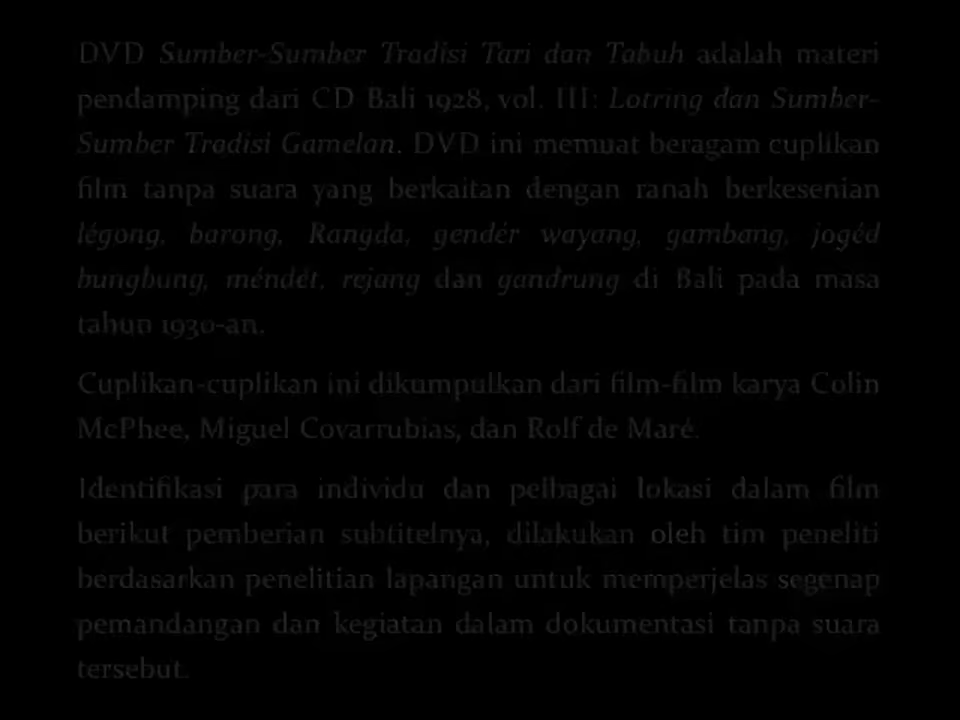 DVD Sumber-Sumber Tradisi Tari dan Tabuh adalah materi
pendamping dari CD Bali 1928, vol. III: Lotring dan Sumber-
Sumber Tradisi Gamelan. DVD ini memuat beragam cuplikan
film tanpa suara yang berkaitan dengan ranah berkesenian
légong, barong, Rangda, gendér wayang, gambang, jogéd
bungbung, méndét, rejang dan gandrung di Bali pada masa
tahun 1930-an.
Cuplikan-cuplikan ini dikumpulkan dari film-film karya Colin
McPhee, Miguel Covarrubias, dan Rolf de Maré.
Identifikasi para individu dan pelbagai lokasi dalam film
berikut pemberian subtitelnya, dilakukan oleh tim peneliti
berdasarkan penelitian lapangan untuk memperjelas segenap
pemandangan dan kegiatan dalam dokumentasi tanpa suara
tersebut.